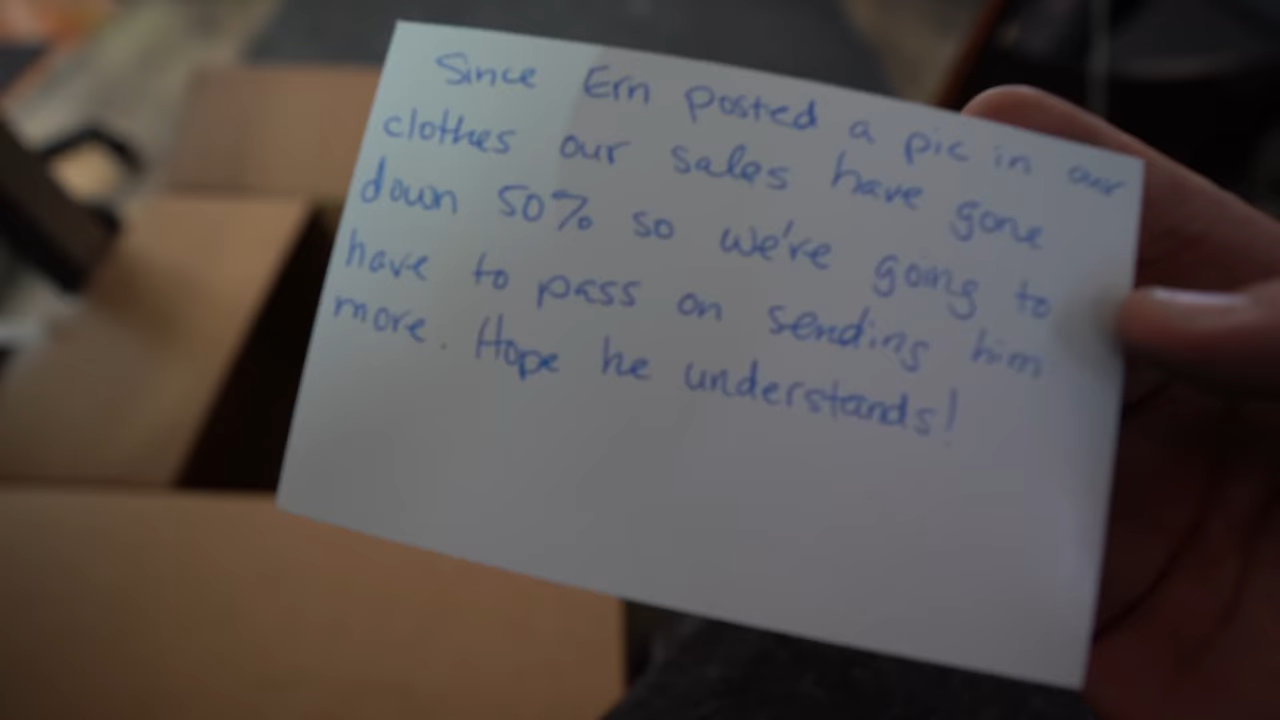 Since Ern posted a pic in our
clothes our sales have gone
down 50% so we're going to
have to pass on sending him
more. Hope he understands!